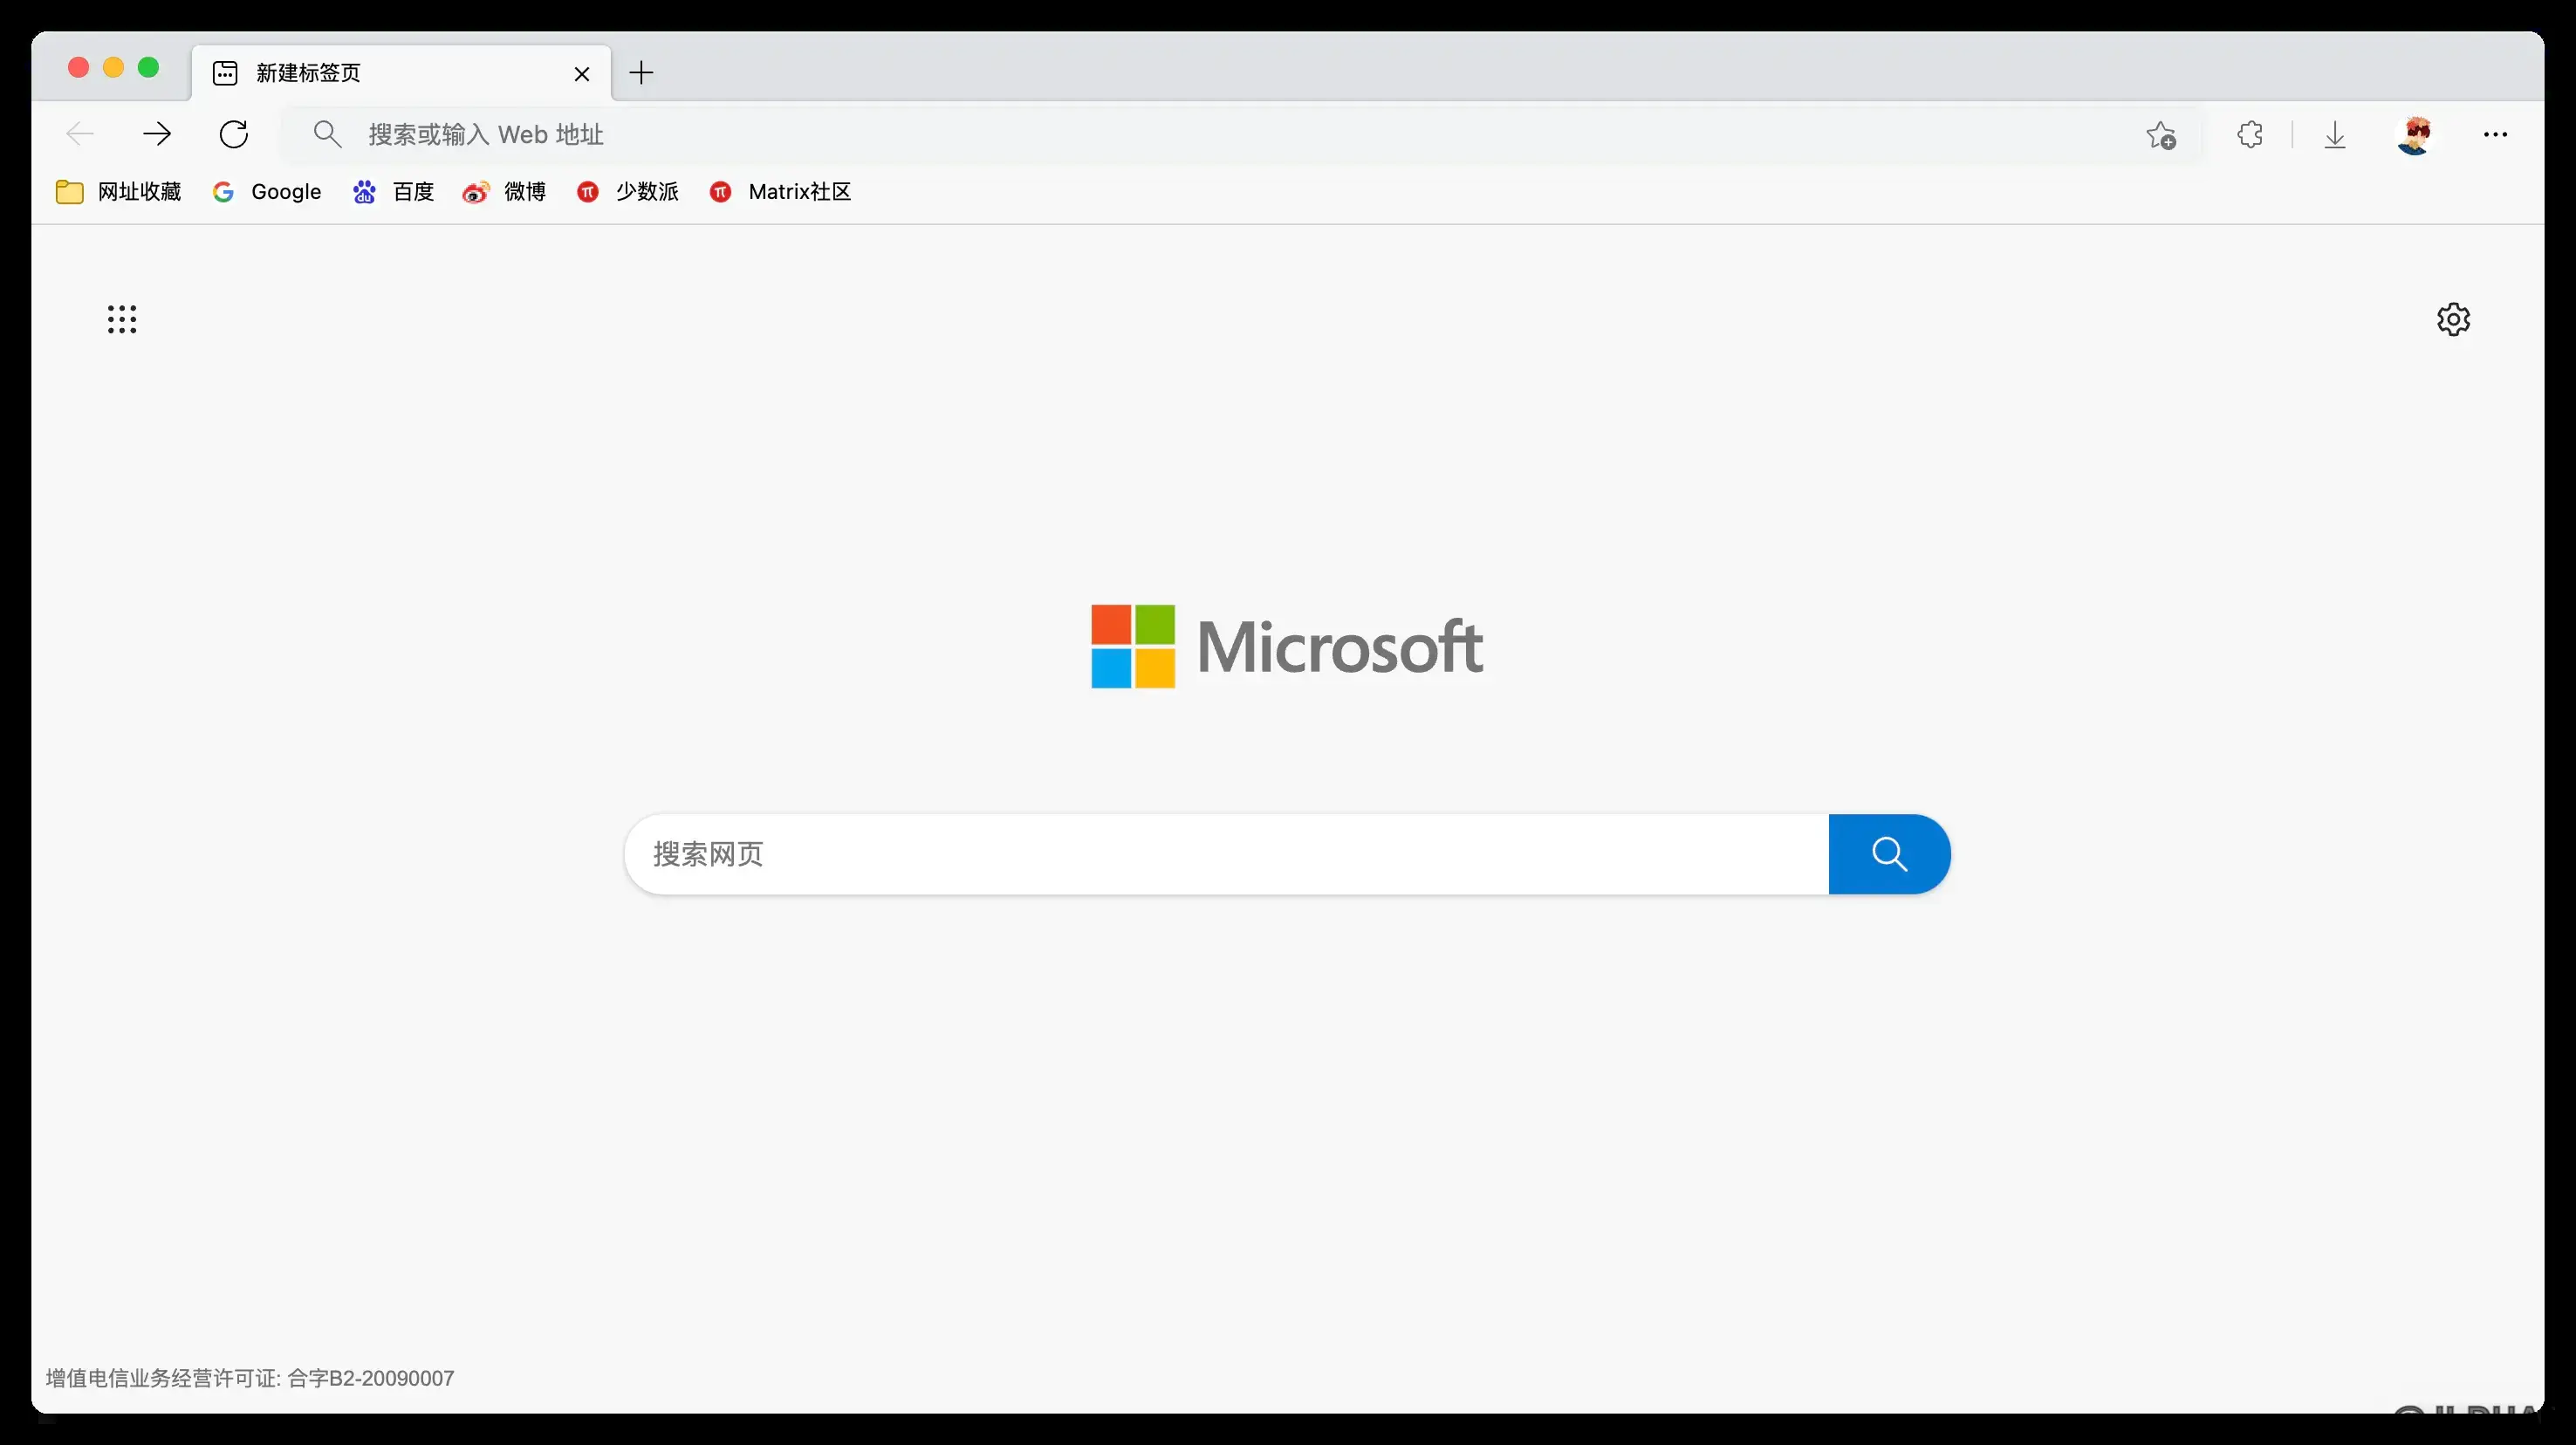 新建标签页
搜索或输入 Web 地址
网址收藏 Google 百度 微博 少数派 Matrix社区
Microsoft
搜索网页
增值电信业务经营许可证: 合字B2-20090007